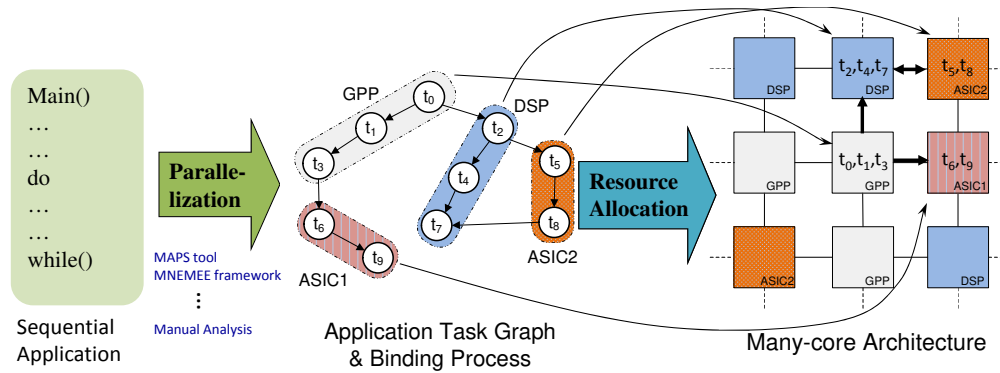 Main()
…
…
do
…
…
while()
Sequential
Application
Paralle-
lization
MAPS tool
MNEMEE framework
⋮
Manual Analysis
GPP
t0
t1
t3
DSP
t2
t4
t7
t5
t8
ASIC2
t6
t9
ASIC1
Application Task Graph
& Binding Process
Resource
Allocation
DSP
t2,t4,t7
DSP
t5,t8
ASIC2
GPP
t0,t1,t3
GPP
t6,t9
ASIC1
ASIC2
GPP
DSP
Many-core Architecture